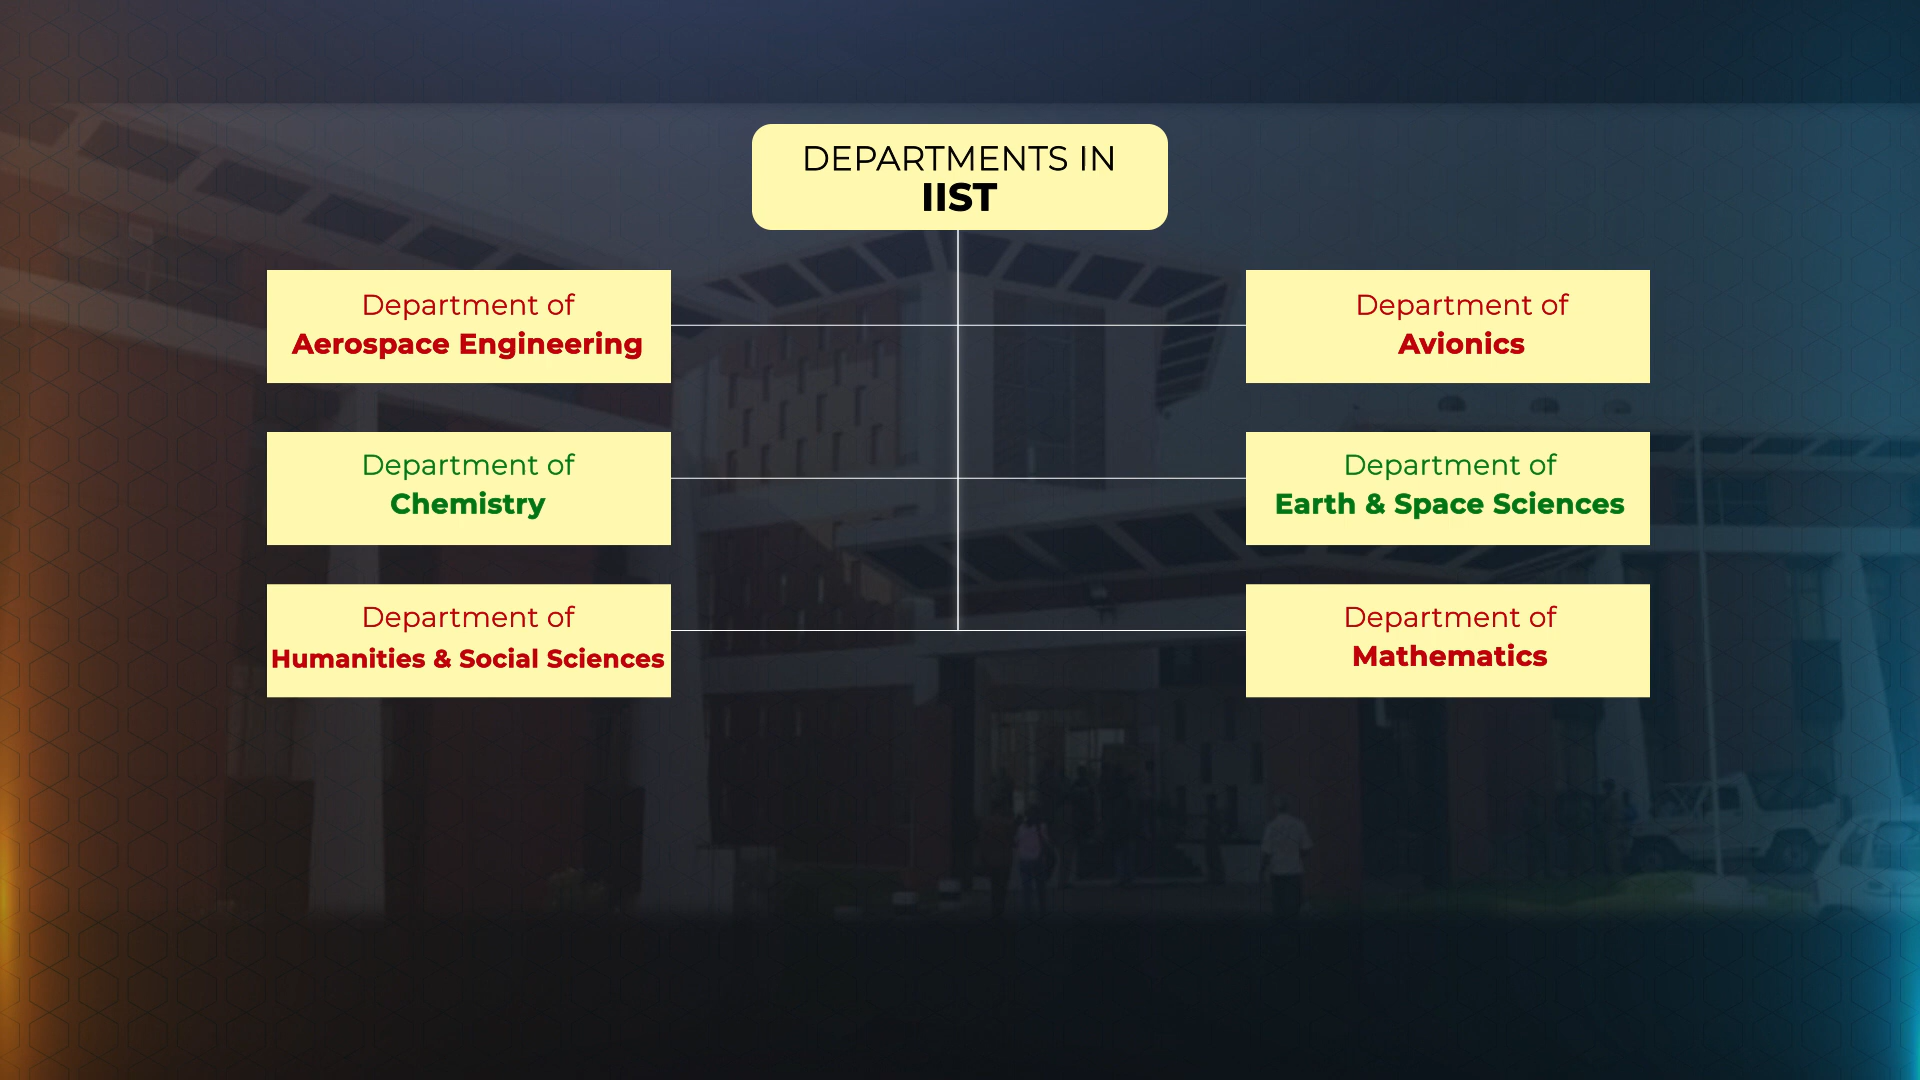 DEPARTMENTS IN
IIST
Department of
Aerospace Engineering
Department of
Avionics
Department of
Chemistry
Department of
Earth & Space Sciences
Department of
Humanities & Social Sciences
Department of
Mathematics